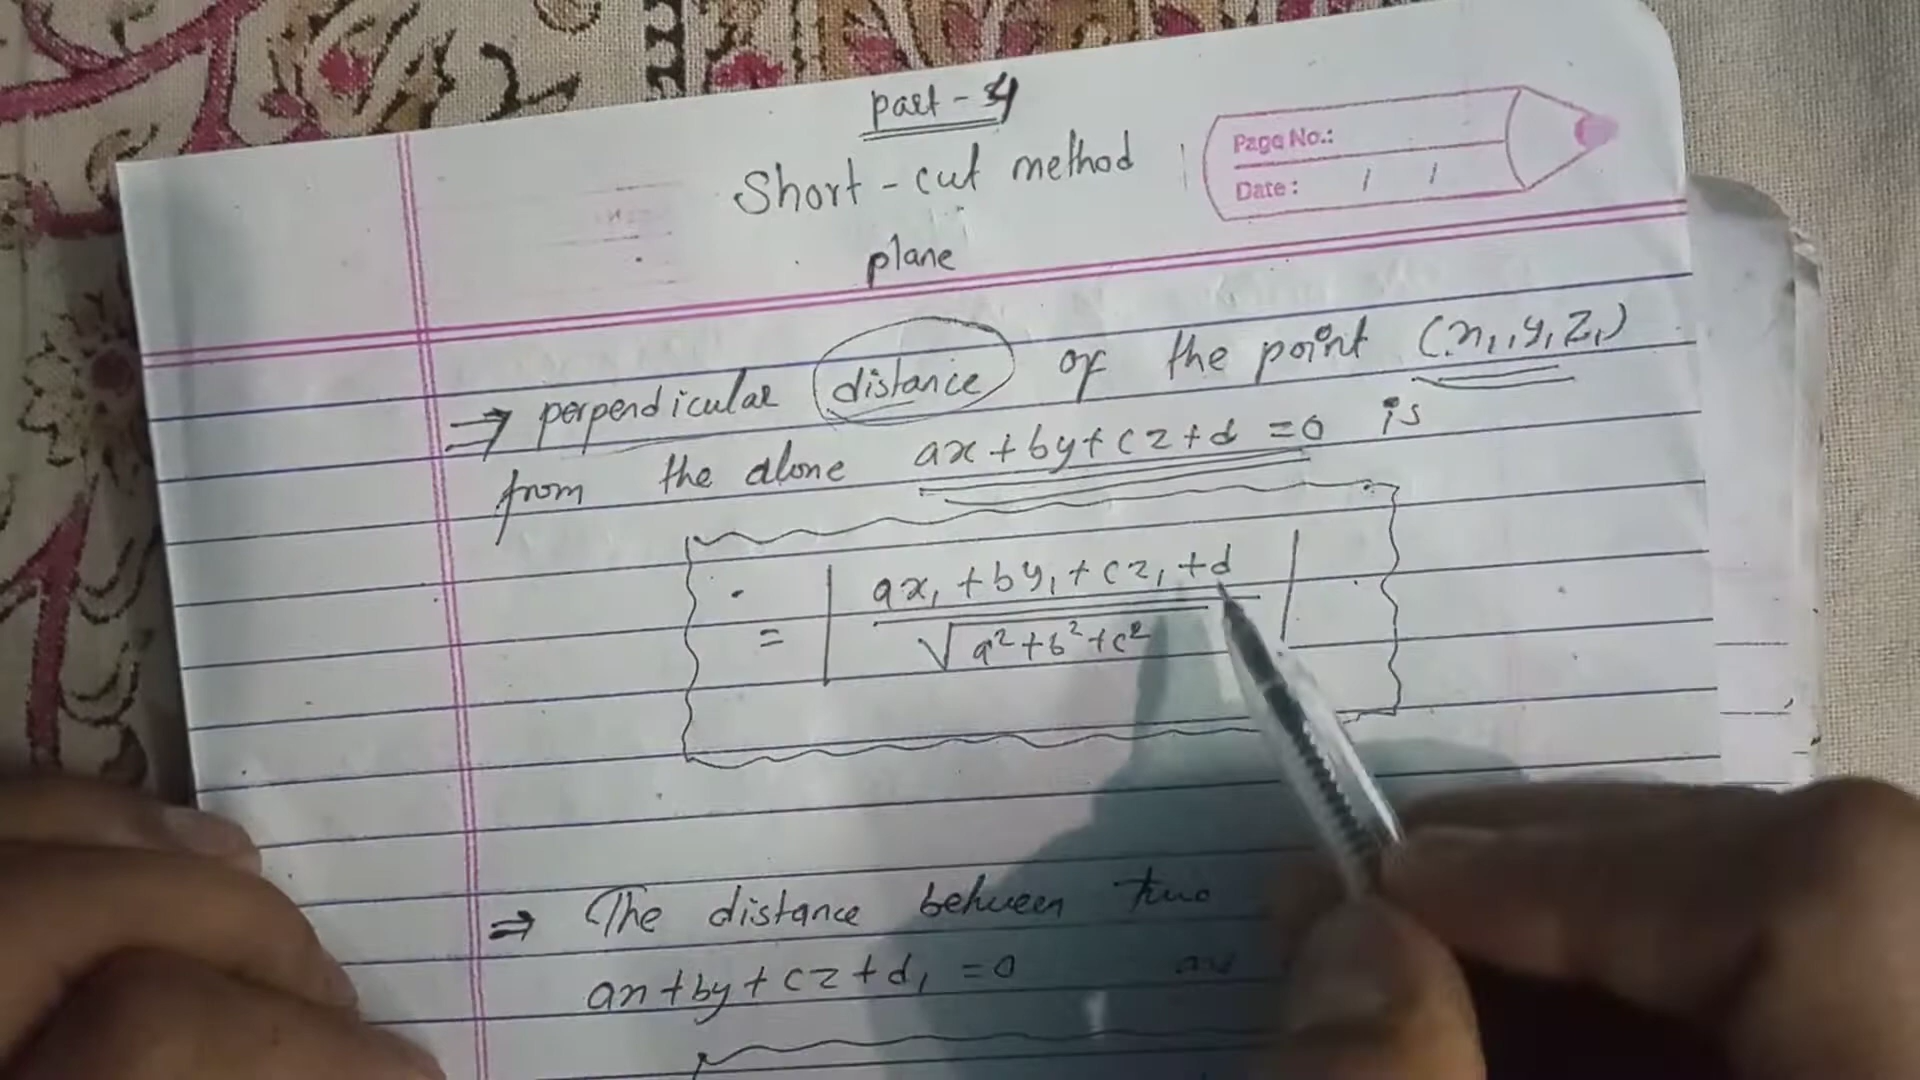 part - 4
Short - cut method
Page No.:
Date: / /
plane
⇒ perpendicular distance of the point (x₁, y₁ z₁)
from the alone ax + by + cz + d = 0 is
= | ax₁ + by₁ + cz₁ + d / √a² + b² + c² |
⇒ The distance between two
ax + by + cz + d₁ = 0